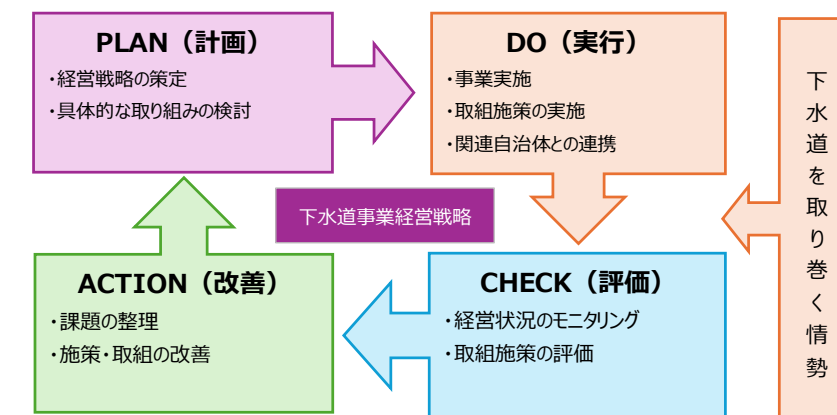 PLAN（計画）
・経営戦略の策定
・具体的な取り組みの検討
DO（実行）
・事業実施
・取組施策の実施
・関連自治体との連携
下水道事業経営戦略
ACTION（改善）
・課題の整理
・施策・取組の改善
CHECK（評価）
・経営状況のモニタリング
・取組施策の評価
下水道を取り巻く情勢